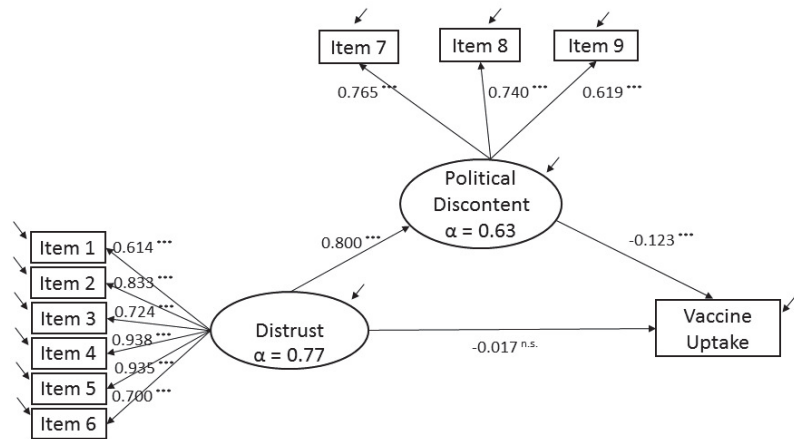 Item 7
Item 8
Item 9
0.765 ***
0.740 ***
0.619 ***
Political
Discontent
α = 0.63
Item 1
Item 2
Item 3
Item 4
Item 5
Item 6
0.614 ***
0.833 ***
0.724 ***
0.938 ***
0.935 ***
0.700 ***
0.800 ***
-0.123 ***
Distrust
α = 0.77
-0.017 n.s.
Vaccine
Uptake